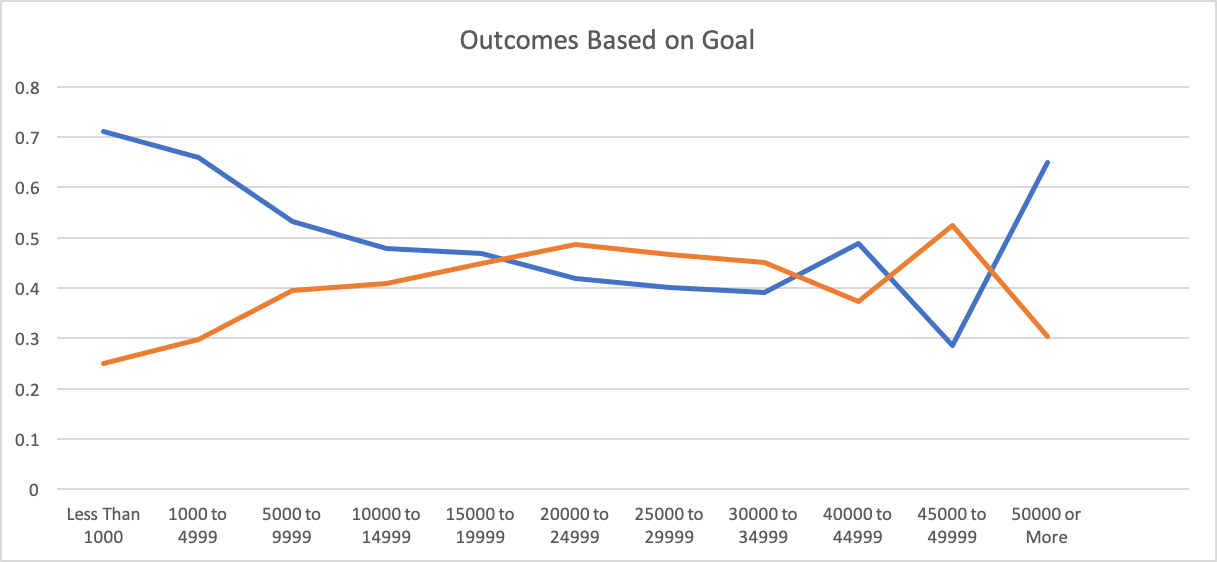 Outcomes Based on Goal
0.8
0.7
0.6
0.5
0.4
0.3
0.2
0.1
0
Less Than
1000
1000 to
4999
5000 to
9999
10000 to
14999
15000 to
19999
20000 to
24999
25000 to
29999
30000 to
34999
40000 to
44999
45000 to
49999
50000 or
More